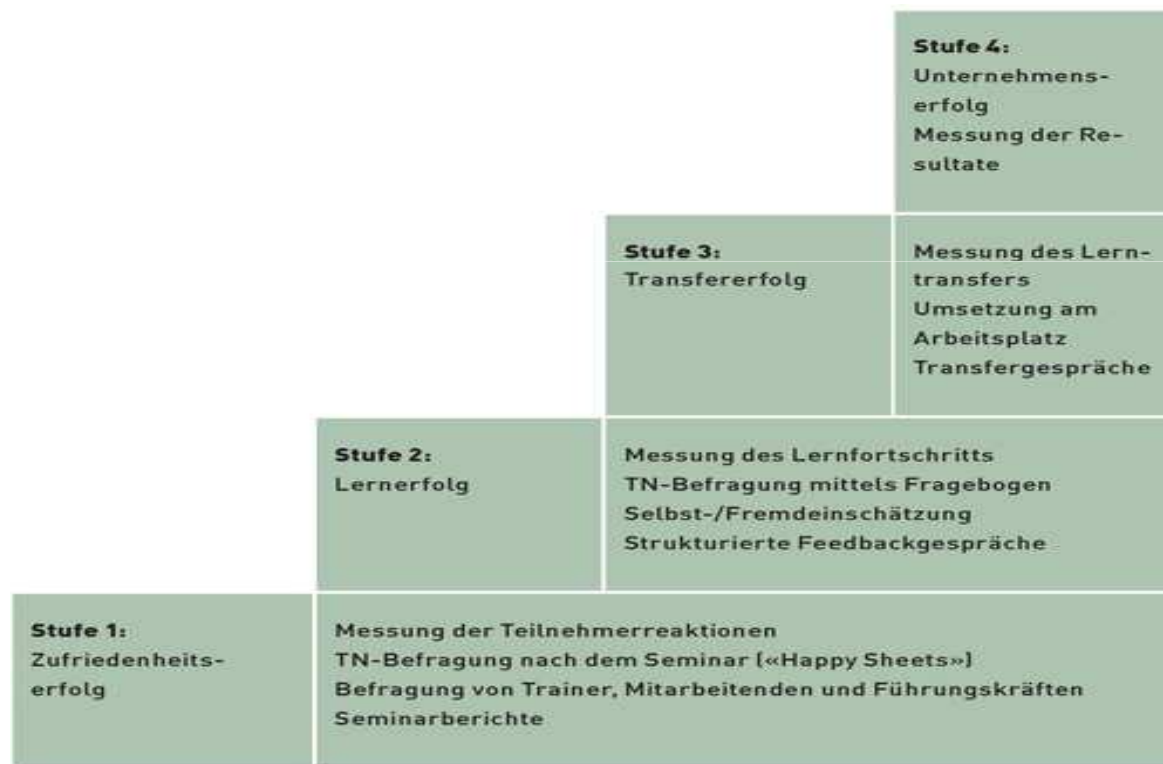 Stufe 4:
Unternehmens-
erfolg
Messung der Re-
sultate
Stufe 3:
Transfererfolg
Messung des Lern-
transfers
Umsetzung am
Arbeitsplatz
Transfergespräche
Stufe 2:
Lernerfolg
Messung des Lernfortschritts
TN-Befragung mittels Fragebogen
Selbst-/Fremdeinschätzung
Strukturierte Feedbackgespräche
Stufe 1:
Zufriedenheits-
erfolg
Messung der Teilnehmerreaktionen
TN-Befragung nach dem Seminar («Happy Sheets»)
Befragung von Trainer, Mitarbeitenden und Führungskräften
Seminarberichte